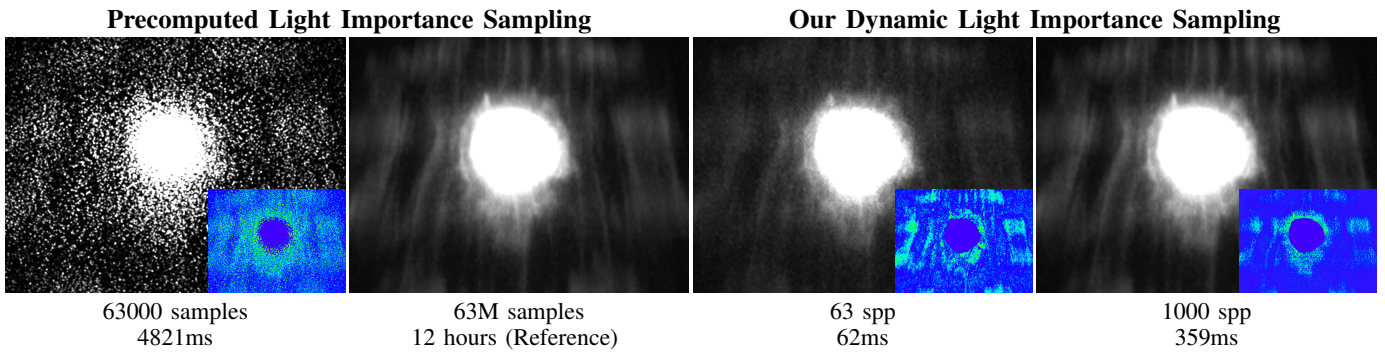 Precomputed Light Importance Sampling
Our Dynamic Light Importance Sampling
63000 samples
4821ms
63M samples
12 hours (Reference)
63 spp
62ms
1000 spp
359ms